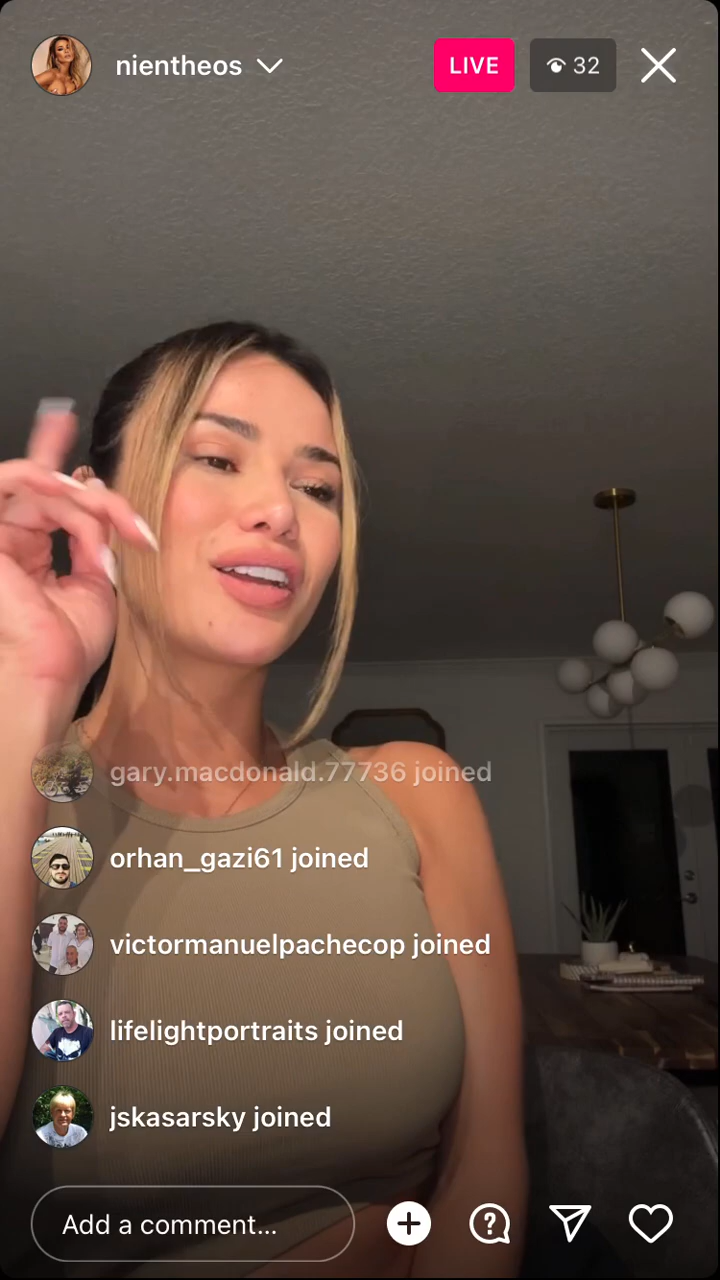 nientheos
LIVE
32
gary.macdonald.77736 joined
orhan_gazi61 joined
victormanuelpachecop joined
lifelightportraits joined
jskasarsky joined
Add a comment...